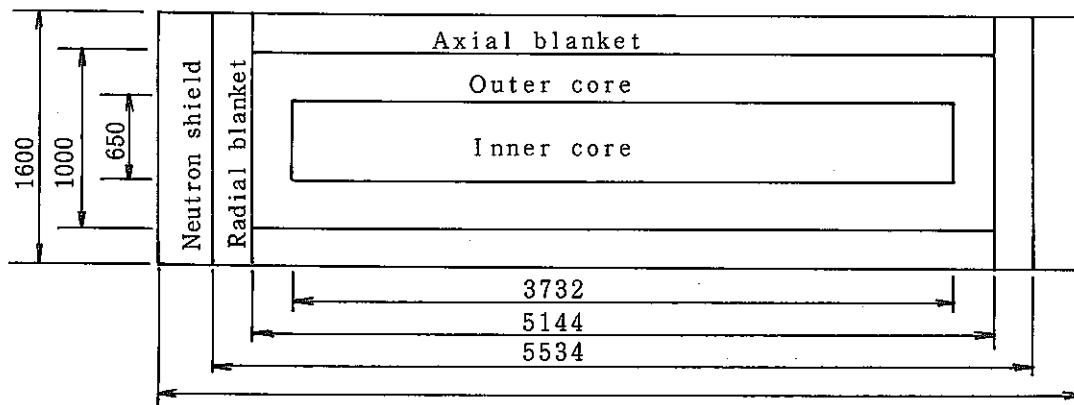 Axial blanket
Outer core
Inner core
Neutron shield
Radial blanket
1600
1000
650
3732
5144
5534